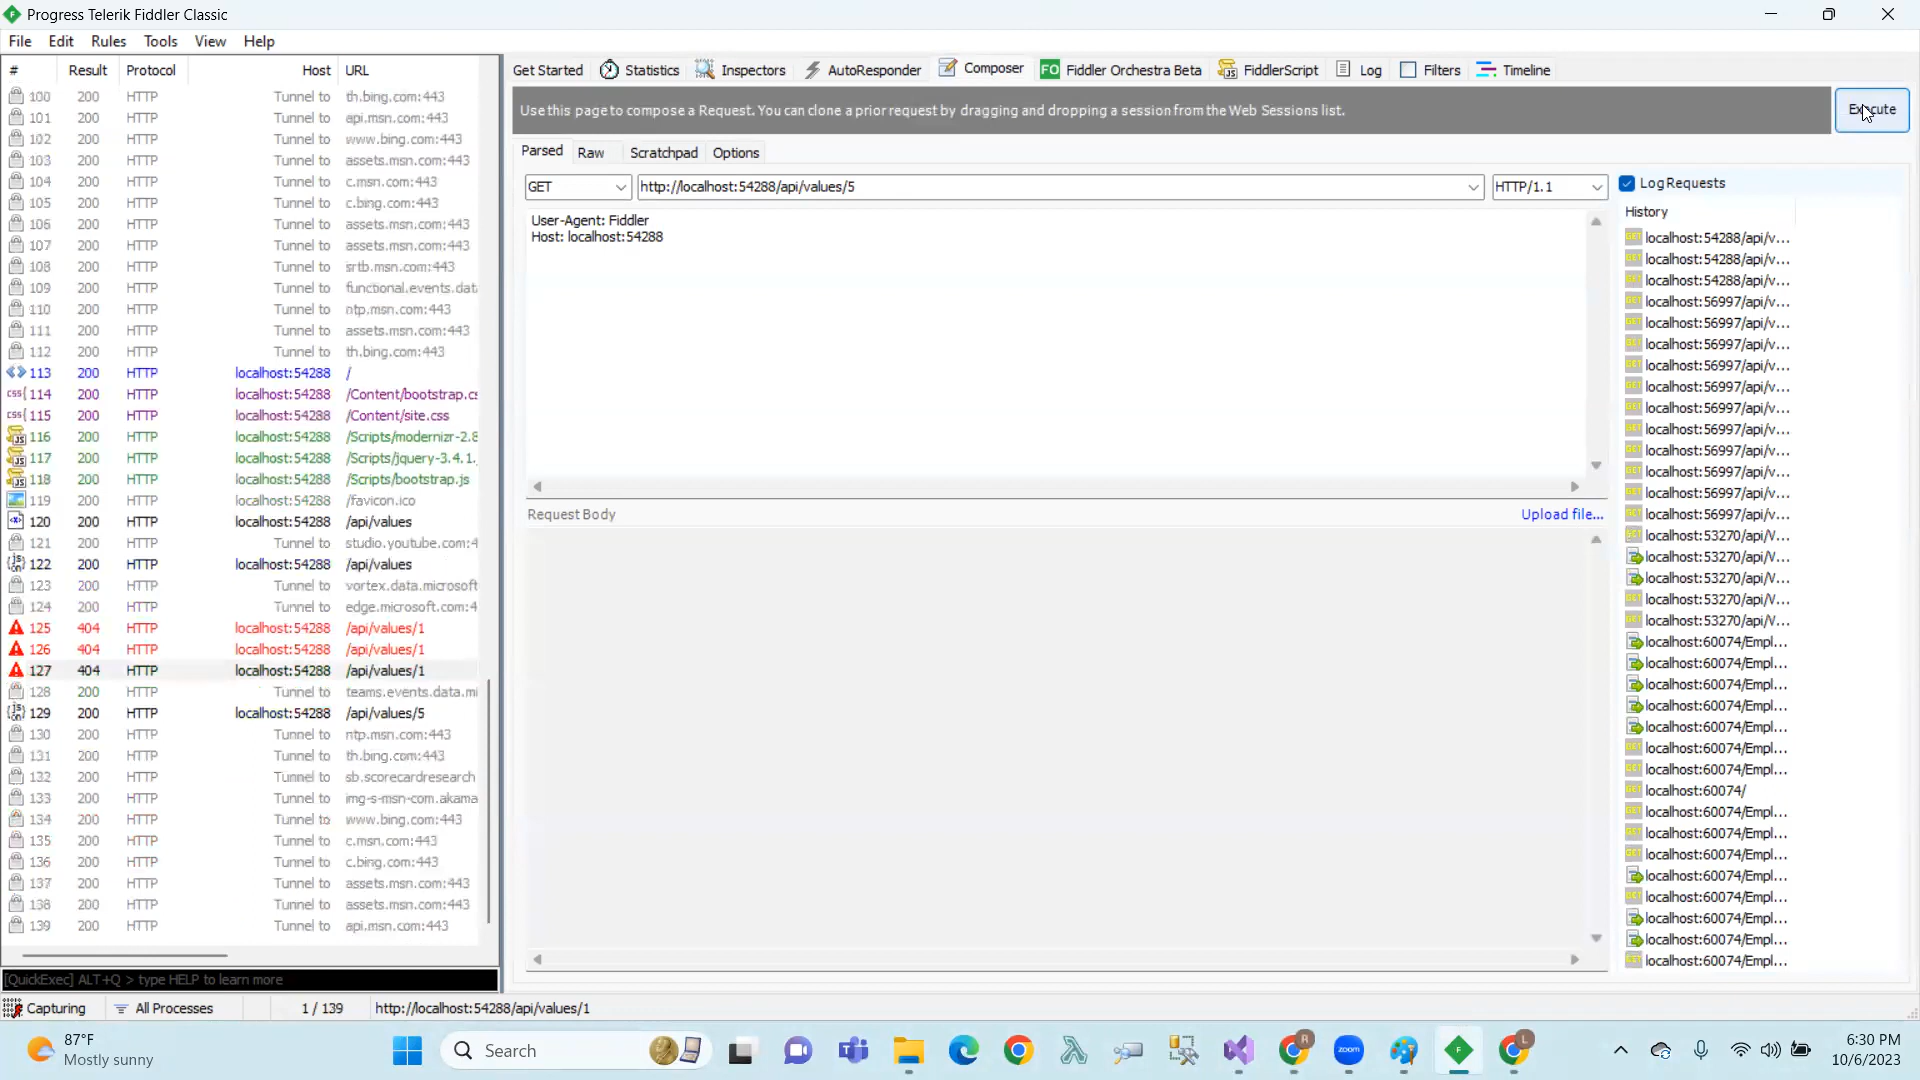 Progress Telerik Fiddler Classic
File Edit Rules Tools View Help
# Result Protocol Host URL
100 200 HTTP Tunnel to th.bing.com:443
101 200 HTTP Tunnel to api.msn.com:443
102 200 HTTP Tunnel to www.bing.com:443
103 200 HTTP Tunnel to assets.msn.com:443
104 200 HTTP Tunnel to c.msn.com:443
105 200 HTTP Tunnel to c.bing.com:443
106 200 HTTP Tunnel to assets.msn.com:443
107 200 HTTP Tunnel to assets.msn.com:443
108 200 HTTP Tunnel to srtb.msn.com:443
109 200 HTTP Tunnel to functional.events.data
110 200 HTTP Tunnel to ntp.msn.com:443
111 200 HTTP Tunnel to assets.msn.com:443
112 200 HTTP Tunnel to th.bing.com:443
113 200 HTTP localhost:54288 /
114 200 HTTP localhost:54288 /Content/bootstrap.cs
115 200 HTTP localhost:54288 /Content/site.css
116 200 HTTP localhost:54288 /Scripts/modernizr-2.8
117 200 HTTP localhost:54288 /Scripts/jquery-3.4.1.
118 200 HTTP localhost:54288 /Scripts/bootstrap.js
119 200 HTTP localhost:54288 /favicon.ico
120 200 HTTP localhost:54288 /api/values
121 200 HTTP Tunnel to studio.youtube.com:4
122 200 HTTP localhost:54288 /api/values
123 200 HTTP Tunnel to vortex.data.microsoft
124 200 HTTP Tunnel to edge.microsoft.com:4
125 404 HTTP localhost:54288 /api/values/1
126 404 HTTP localhost:54288 /api/values/1
127 404 HTTP localhost:54288 /api/values/1
128 200 HTTP Tunnel to teams.events.data.mi
129 200 HTTP localhost:54288 /api/values/5
130 200 HTTP Tunnel to ntp.msn.com:443
131 200 HTTP Tunnel to th.bing.com:443
132 200 HTTP Tunnel to sb.scorecardresearch
133 200 HTTP Tunnel to img-s-msn-com.akama
134 200 HTTP Tunnel to www.bing.com:443
135 200 HTTP Tunnel to c.msn.com:443
136 200 HTTP Tunnel to c.bing.com:443
137 200 HTTP Tunnel to assets.msn.com:443
138 200 HTTP Tunnel to assets.msn.com:443
139 200 HTTP Tunnel to api.msn.com:443
[QuickExec] ALT+Q > type HELP to learn more
Capturing All Processes 1 / 139 http://localhost:54288/api/values/1
Get Started Statistics Inspectors AutoResponder Composer FO Fiddler Orchestra Beta FiddlerScript Log Filters Timeline
Use this page to compose a Request. You can clone a prior request by dragging and dropping a session from the Web Sessions list.
Execute
Parsed Raw Scratchpad Options
GET http://localhost:54288/api/values/5 HTTP/1.1
User-Agent: Fiddler
Host: localhost:54288
Request Body Upload file...
Log Requests
History
localhost:54288/api/v...
localhost:54288/api/v...
localhost:54288/api/v...
localhost:56997/api/v...
localhost:56997/api/v...
localhost:56997/api/v...
localhost:56997/api/v...
localhost:56997/api/v...
localhost:56997/api/v...
localhost:56997/api/v...
localhost:56997/api/v...
localhost:56997/api/v...
localhost:56997/api/v...
localhost:56997/api/v...
localhost:53270/api/V...
localhost:53270/api/V...
localhost:53270/api/V...
localhost:53270/api/V...
localhost:53270/api/V...
localhost:60074/Empl...
localhost:60074/Empl...
localhost:60074/Empl...
localhost:60074/Empl...
localhost:60074/Empl...
localhost:60074/Empl...
localhost:60074/Empl...
localhost:60074/
localhost:60074/Empl...
localhost:60074/Empl...
localhost:60074/Empl...
localhost:60074/Empl...
localhost:60074/Empl...
localhost:60074/Empl...
localhost:60074/Empl...
localhost:60074/Empl...
87°F
Mostly sunny
Search
zoom
6:30 PM
10/6/2023